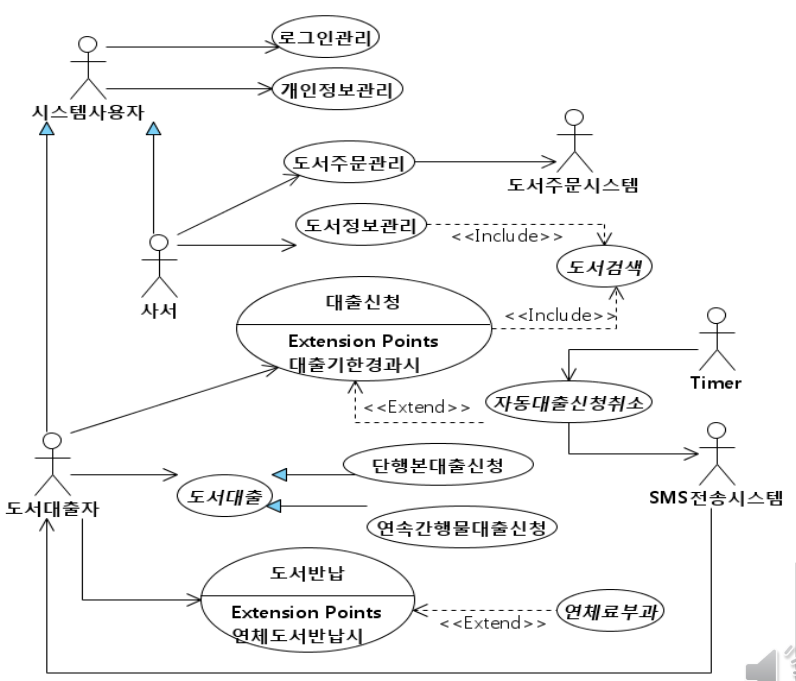 로그인관리
개인정보관리
시스템사용자
도서주문관리
도서주문시스템
도서정보관리
<<Include>>
도서검색
사서
대출신청
Extension Points
대출기한경과시
<<Include>>
Timer
<<Extend>>
자동대출신청취소
단행본대출신청
도서대출
SMS전송시스템
도서대출자
연속간행물대출신청
도서반납
Extension Points
연체도서반납시
<<Extend>>
연체료부과